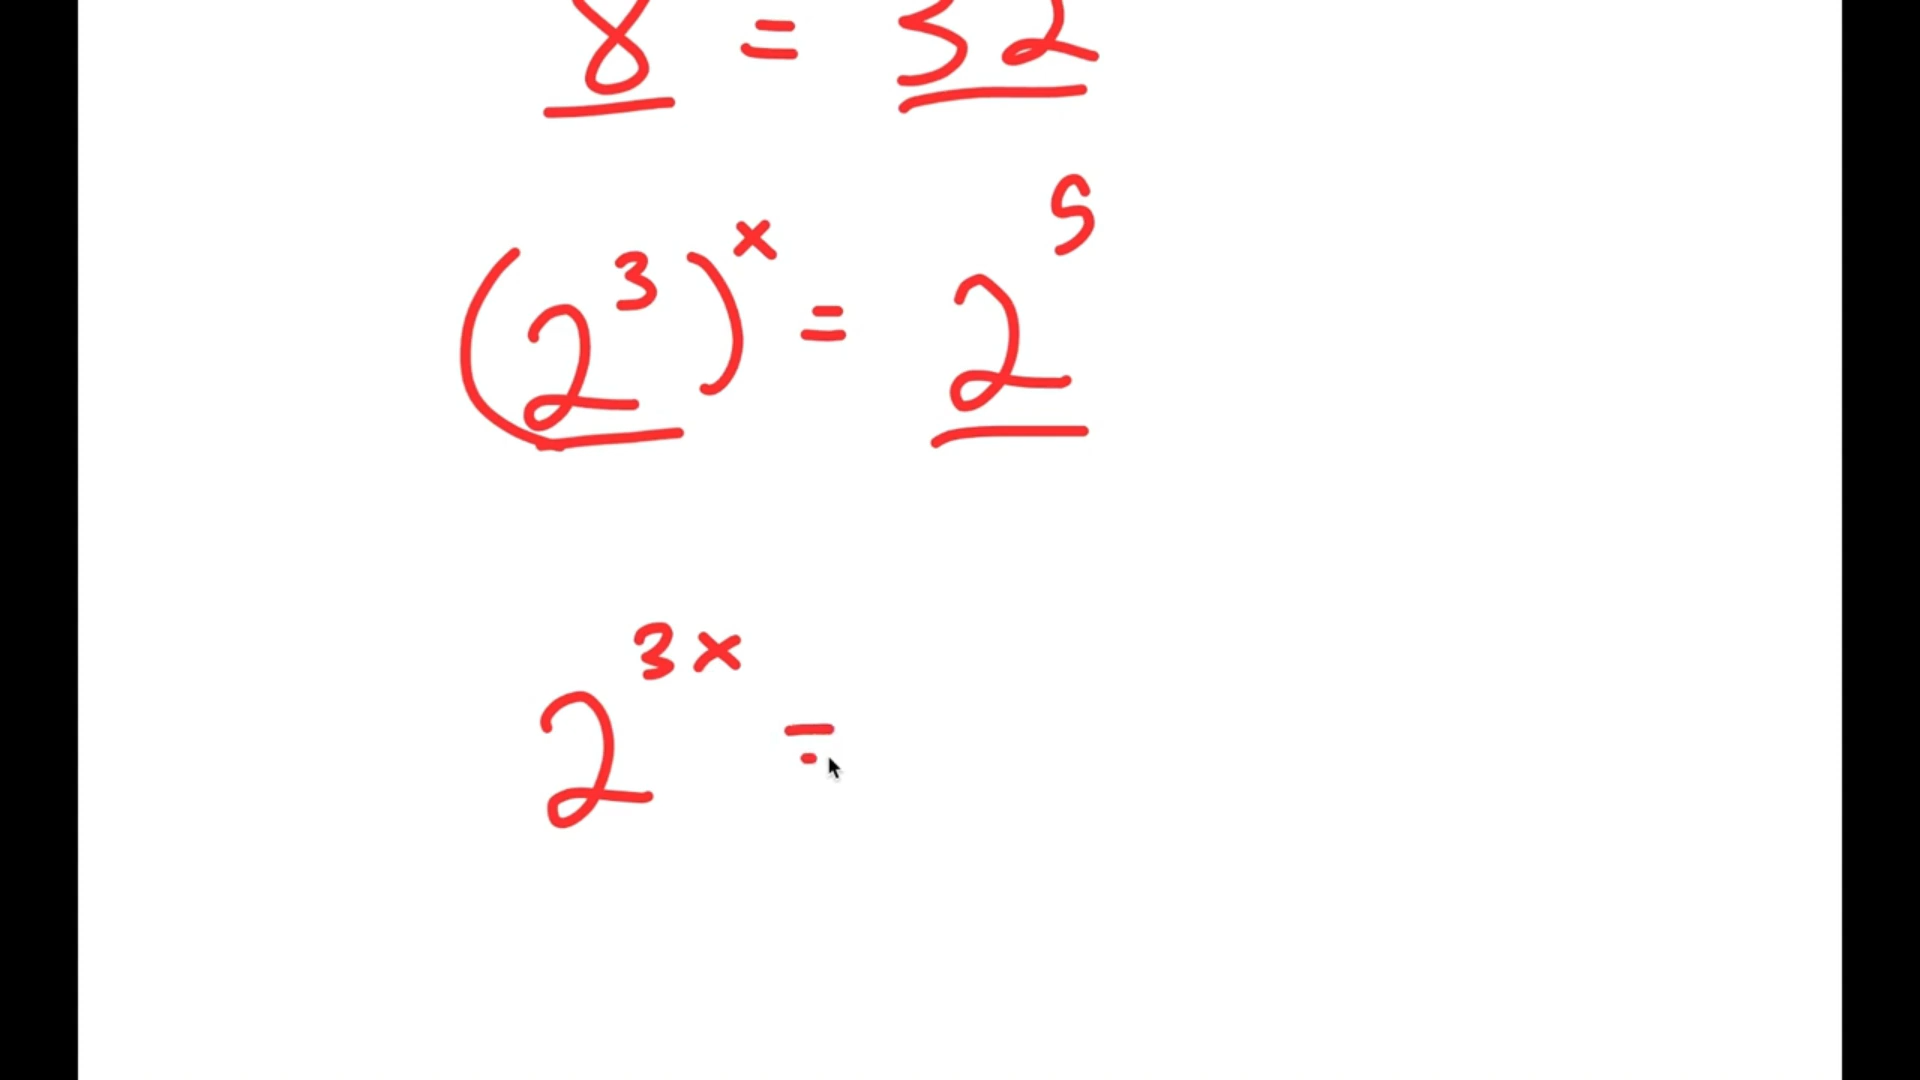 8 = 32
(2³)ˣ = 2⁵
2³ˣ =